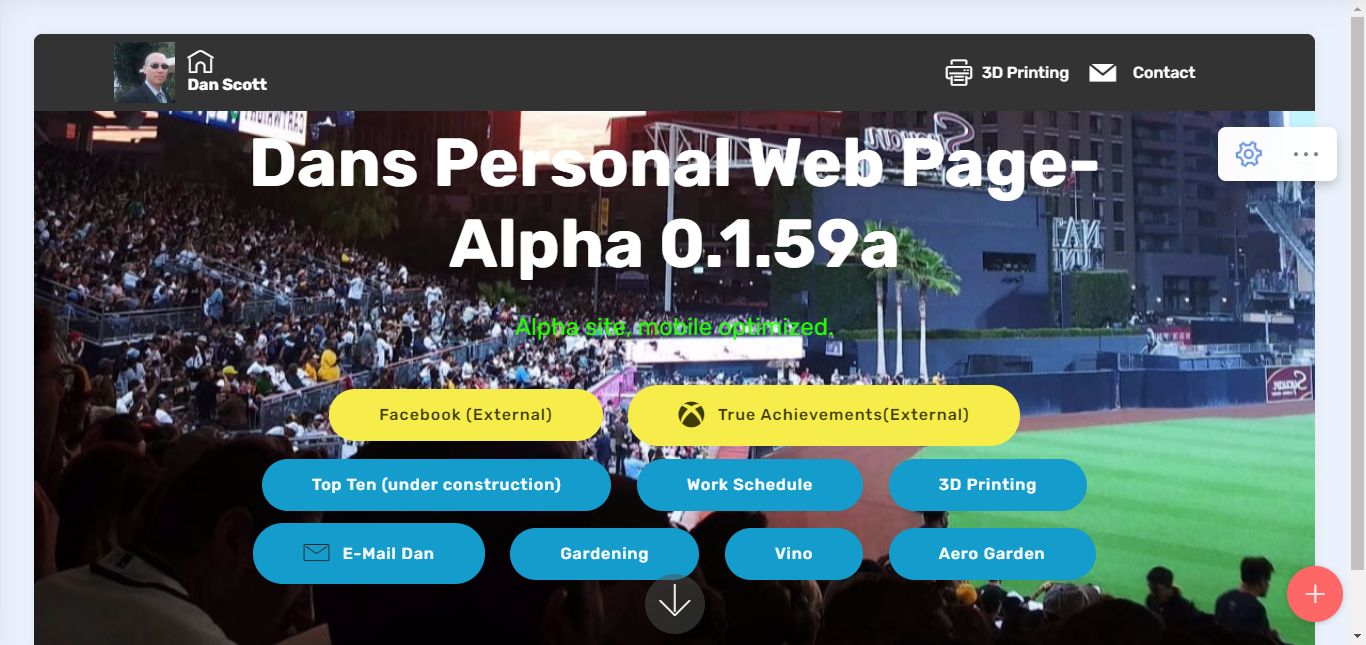 Dan Scott
3D Printing
Contact
Dans Personal Web Page-
Alpha 0.1.59a
Alpha site, mobile optimized.
Facebook (External)
True Achievements(External)
Top Ten (under construction)
Work Schedule
3D Printing
E-Mail Dan
Gardening
Vino
Aero Garden